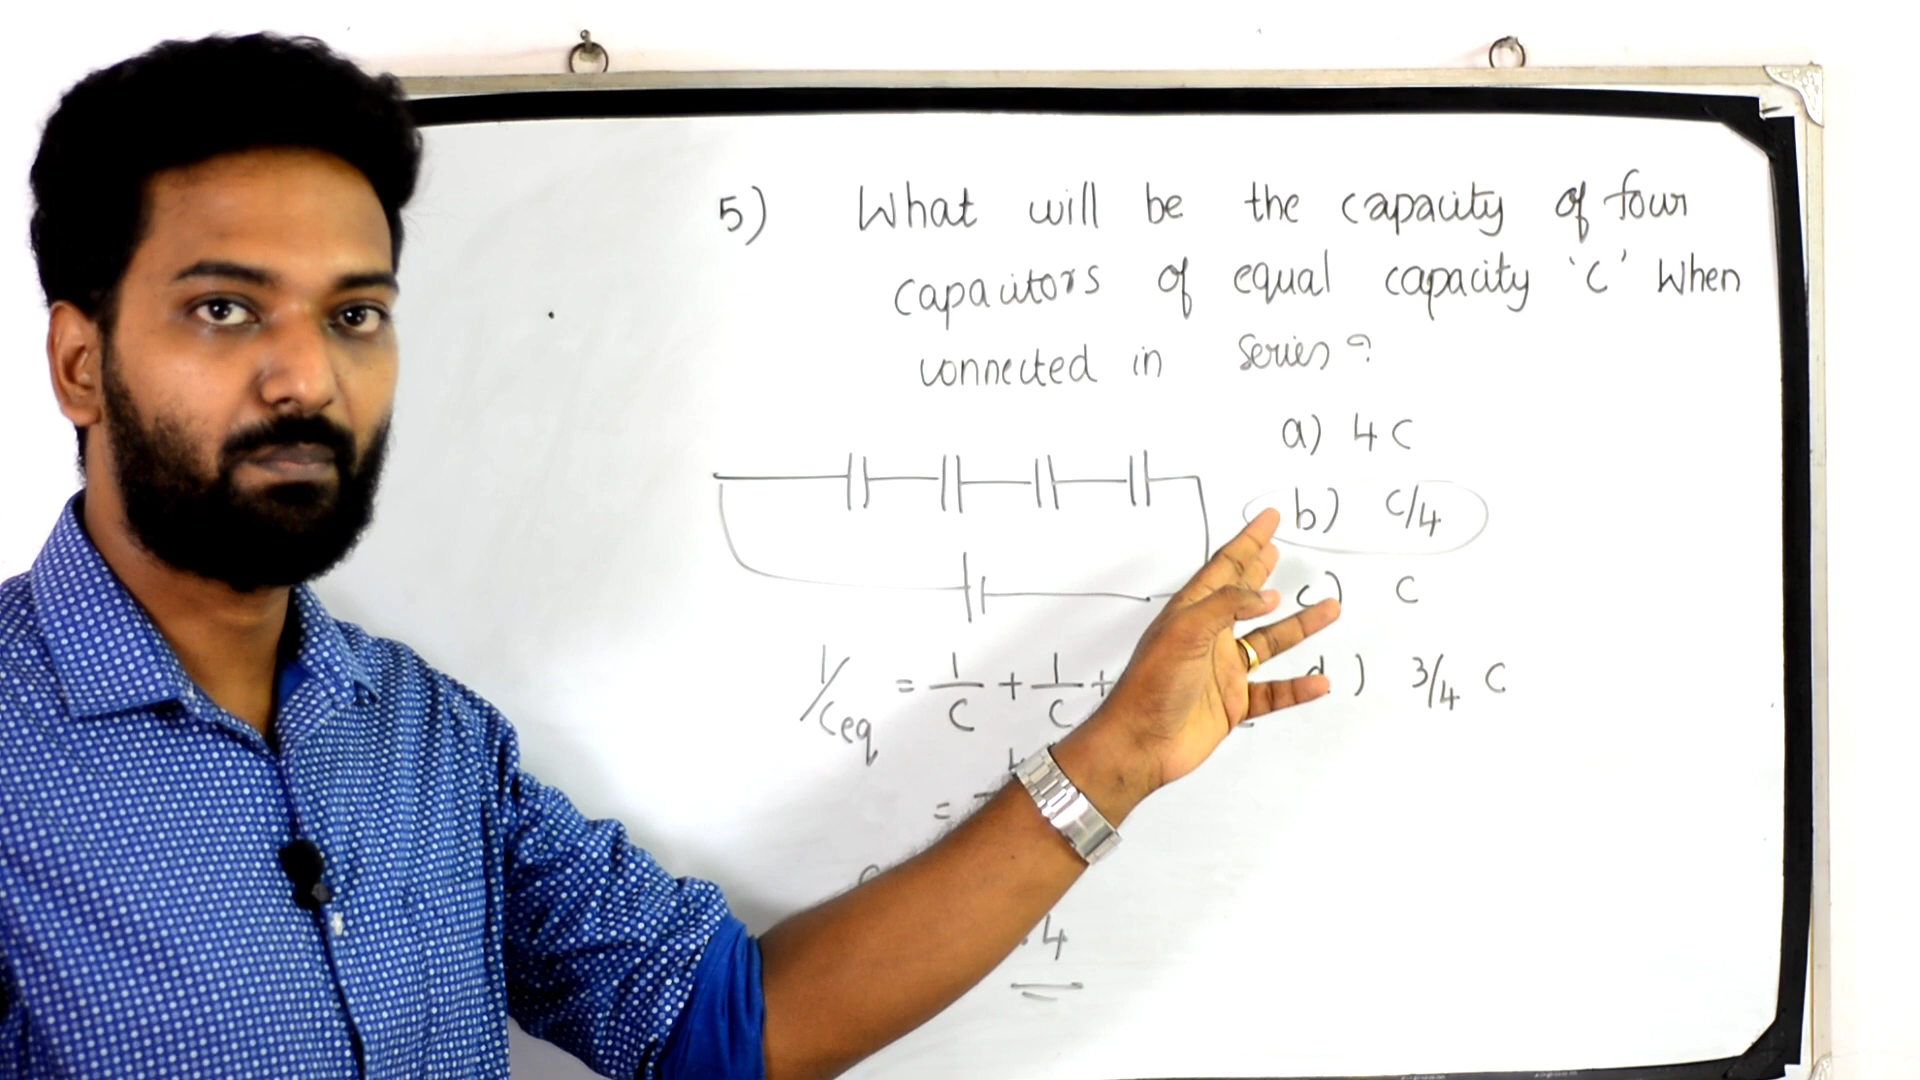 5) What will be the capacity of four
capacitors of equal capacity 'C' when
connected in series?
a) 4C
b) C/4
c) C
d) 3/4 C
1/Ceq = 1/C + 1/C +
=
4